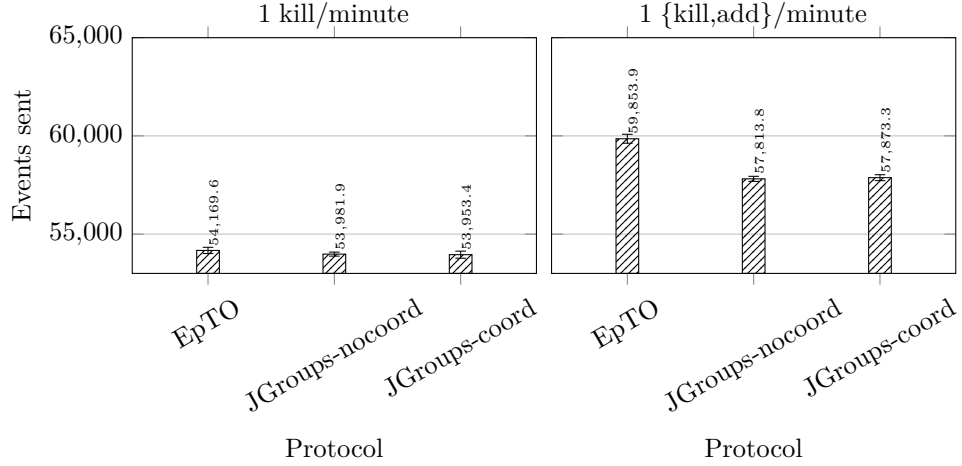 1 kill/minute
1 {kill,add}/minute
Events sent
65,000
60,000
55,000
54,169.6
53,981.9
53,953.4
59,853.9
57,813.8
57,873.3
EpTO
JGroups-nocoord
JGroups-coord
EpTO
JGroups-nocoord
JGroups-coord
Protocol
Protocol